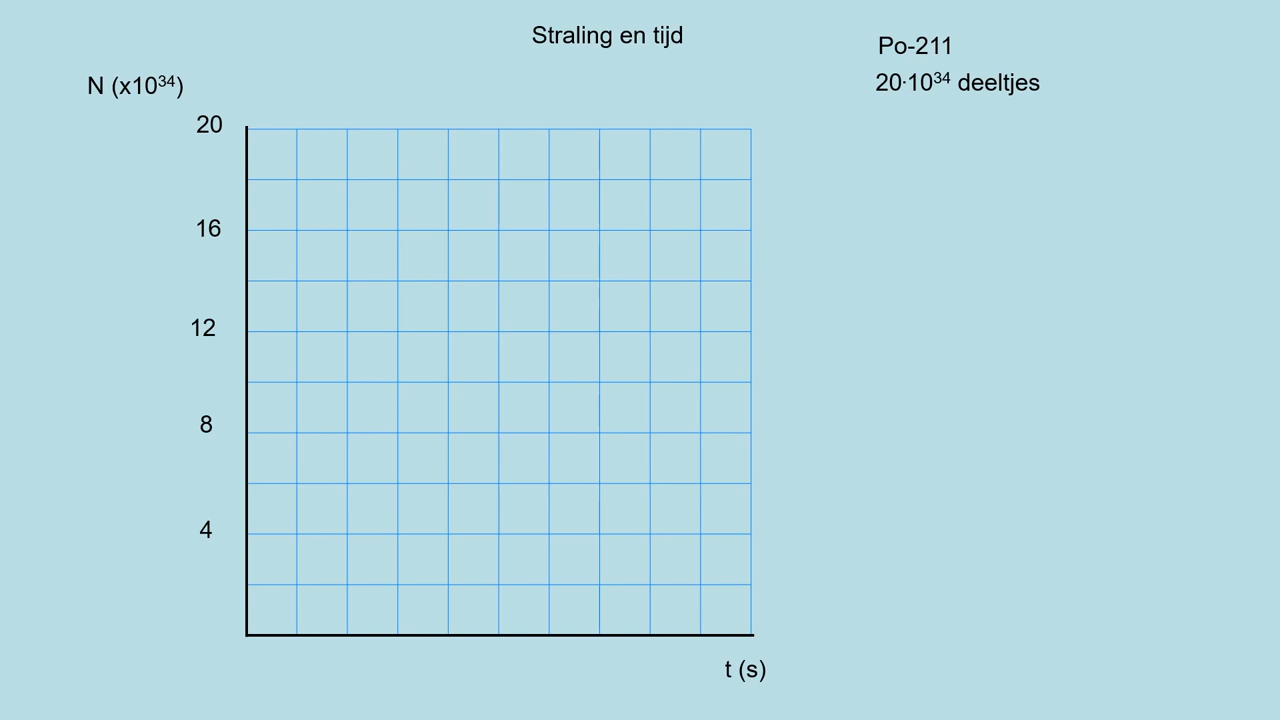 Straling en tijd
Po-211
20·10³⁴ deeltjes
N (x10³⁴)
20
16
12
8
4
t (s)